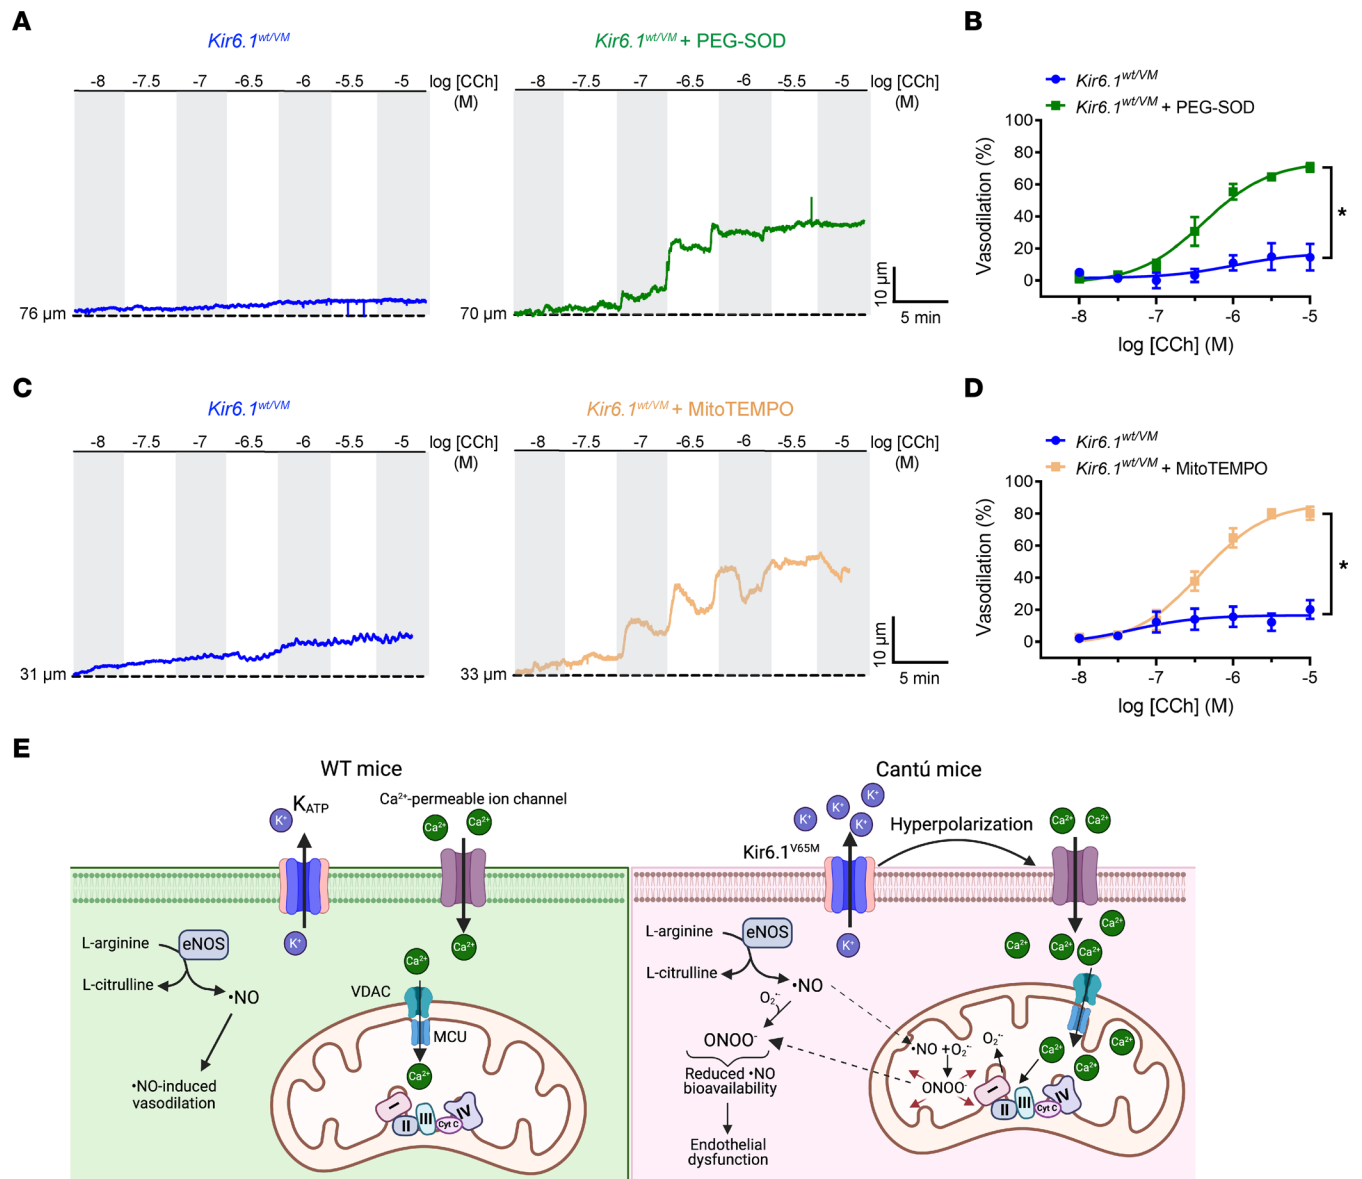 A
Kir6.1wt/VM
-8 -7.5 -7 -6.5 -6 -5.5 -5 log [CCh]
(M)
76 µm
Kir6.1wt/VM + PEG-SOD
-8 -7.5 -7 -6.5 -6 -5.5 -5 log [CCh]
(M)
70 µm
10 µm
5 min
B
Kir6.1wt/VM
Kir6.1wt/VM + PEG-SOD
Vasodilation (%)
100
80
60
40
20
0
-8 -7 -6 -5
log [CCh] (M)
*
C
Kir6.1wt/VM
-8 -7.5 -7 -6.5 -6 -5.5 -5 log [CCh]
(M)
31 µm
Kir6.1wt/VM + MitoTEMPO
-8 -7.5 -7 -6.5 -6 -5.5 -5 log [CCh]
(M)
33 µm
10 µm
5 min
D
Kir6.1wt/VM
Kir6.1wt/VM + MitoTEMPO
Vasodilation (%)
100
80
60
40
20
0
-8 -7 -6 -5
log [CCh] (M)
*
E
WT mice
KATP
K+
Ca2+-permeable ion channel
Ca2+ Ca2+
K+
Ca2+
L-arginine
eNOS
L-citrulline
•NO
•NO-induced
vasodilation
Ca2+
VDAC
MCU
Ca2+
I II III Cyt C IV
Cantú mice
K+ K+ K+ K+
Kir6.1V65M
Hyperpolarization
Ca2+ Ca2+
K+
Ca2+ Ca2+ Ca2+ Ca2+
L-arginine
eNOS
L-citrulline
•NO
O2•-
ONOO-
Reduced •NO
bioavailability
Endothelial
dysfunction
•NO +O2•-
O2•-
ONOO-
Ca2+ Ca2+ Ca2+
I II III Cyt C IV